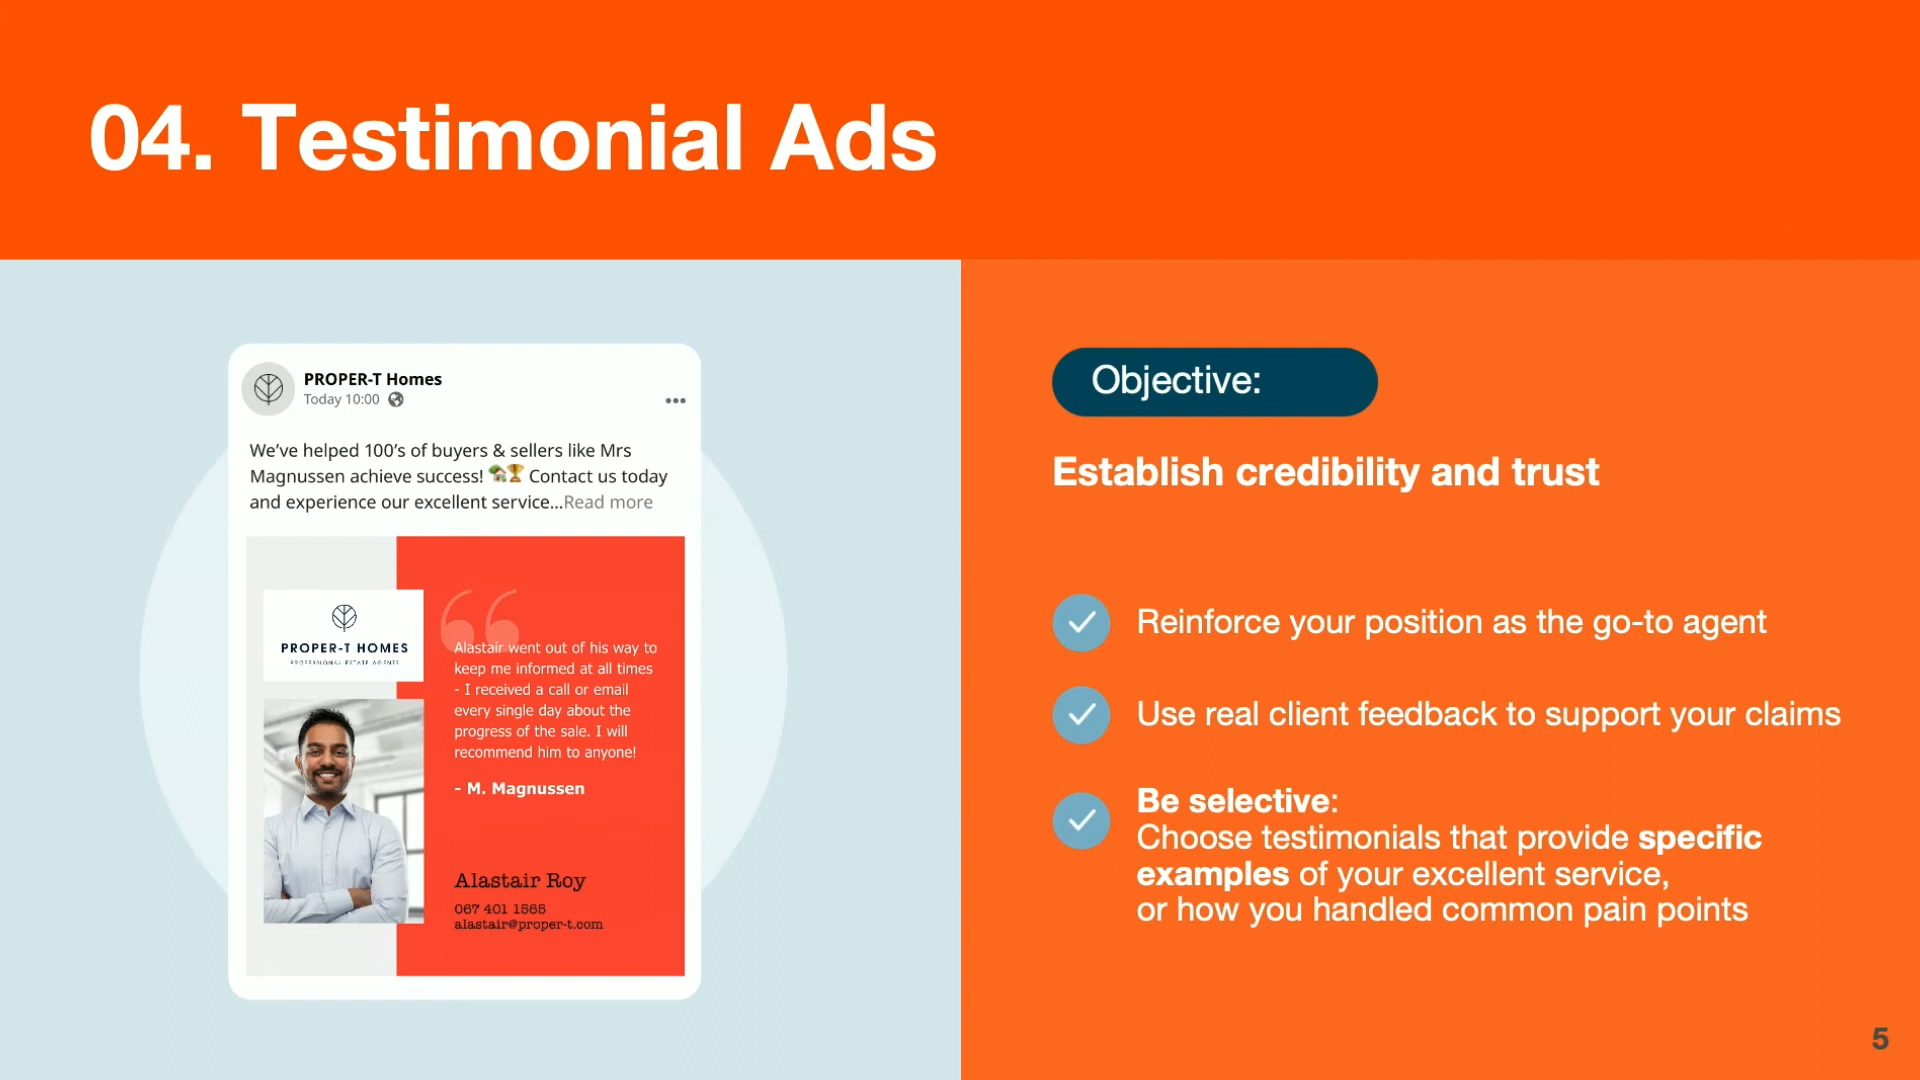 04. Testimonial Ads
PROPER-T Homes
Today 10:00
We’ve helped 100’s of buyers & sellers like Mrs
Magnussen achieve success! 🏡🏆 Contact us today
and experience our excellent service...Read more
PROPER-T HOMES
PROFESSIONAL ESTATE AGENTS
Alastair went out of his way to
keep me informed at all times
- I received a call or email
every single day about the
progress of the sale. I will
recommend him to anyone!
- M. Magnussen
Alastair Roy
067 401 1565
alastair@proper-t.com
Objective:
Establish credibility and trust
Reinforce your position as the go-to agent
Use real client feedback to support your claims
Be selective:
Choose testimonials that provide specific
examples of your excellent service,
or how you handled common pain points
5